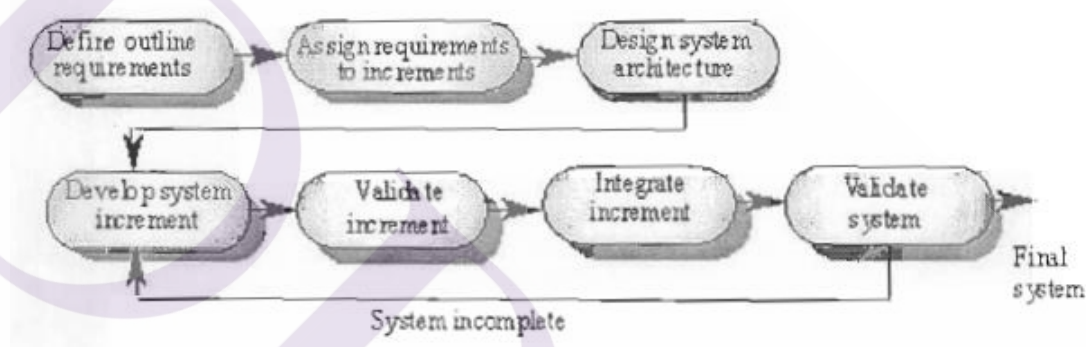 Define outline
requirements
Assign requirements
to increments
Design system
architecture
Develop system
increment
Validate
increment
Integrate
increment
Validate
system
Final
system
System incomplete